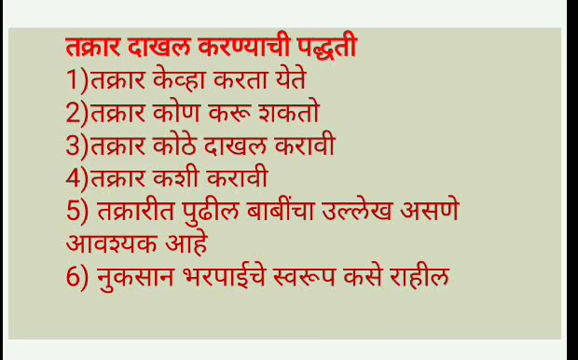 तक्रार दाखल करण्याची पद्धती
1)तक्रार केव्हा करता येते
2)तक्रार कोण करू शकतो
3)तक्रार कोठे दाखल करावी
4)तक्रार कशी करावी
5) तक्रारीत पुढील बाबींचा उल्लेख असणे
आवश्यक आहे
6) नुकसान भरपाईचे स्वरूप कसे राहील